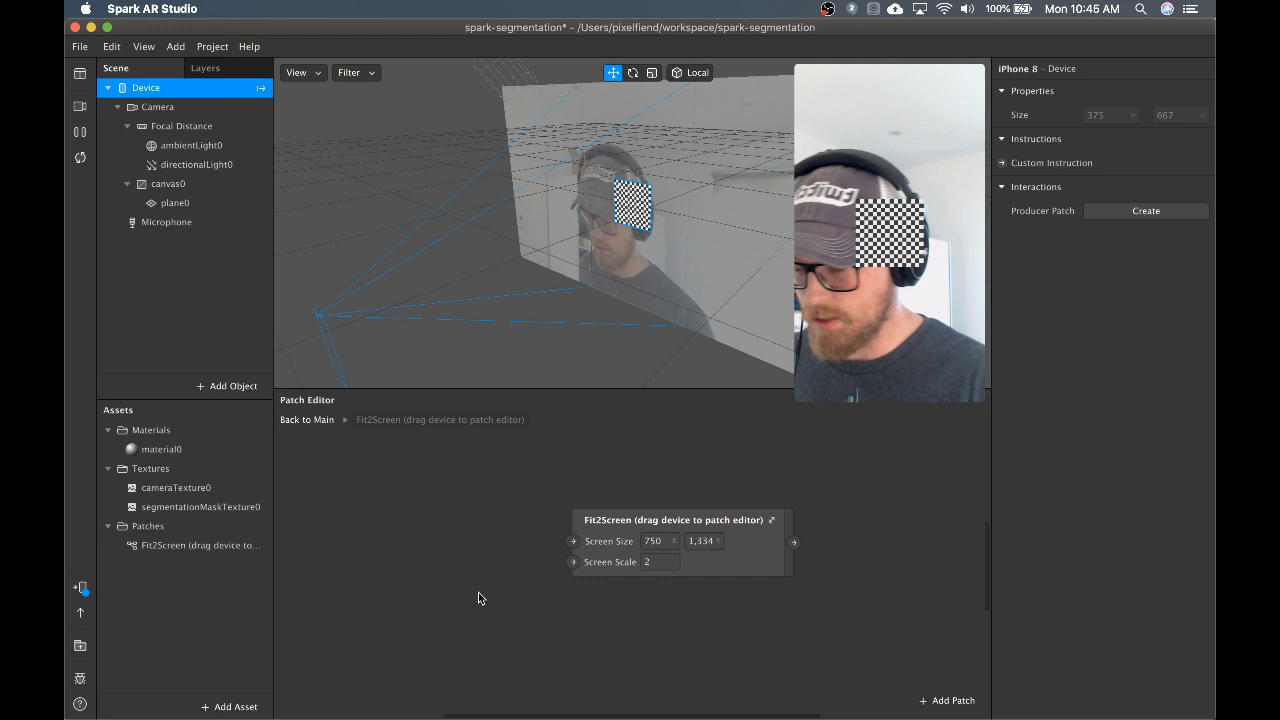 Spark AR Studio
2
100%
Mon 10:45 AM
spark-segmentation* - /Users/pixelfiend/workspace/spark-segmentation
File Edit View Add Project Help
Scene Layers
Device
Camera
Focal Distance
ambientLight0
directionalLight0
canvas0
plane0
Microphone
+ Add Object
Assets
Materials
material0
Textures
cameraTexture0
segmentationMaskTexture0
Patches
Fit2Screen (drag device to...
+ Add Asset
View Filter Local
Patch Editor
Back to Main Fit2Screen (drag device to patch editor)
Fit2Screen (drag device to patch editor)
Screen Size 750 X 1,334 Y
Screen Scale 2
+ Add Patch
iPhone 8 - Device
Properties
Size 375 W 667 H
Instructions
Custom Instruction
Interactions
Producer Patch Create